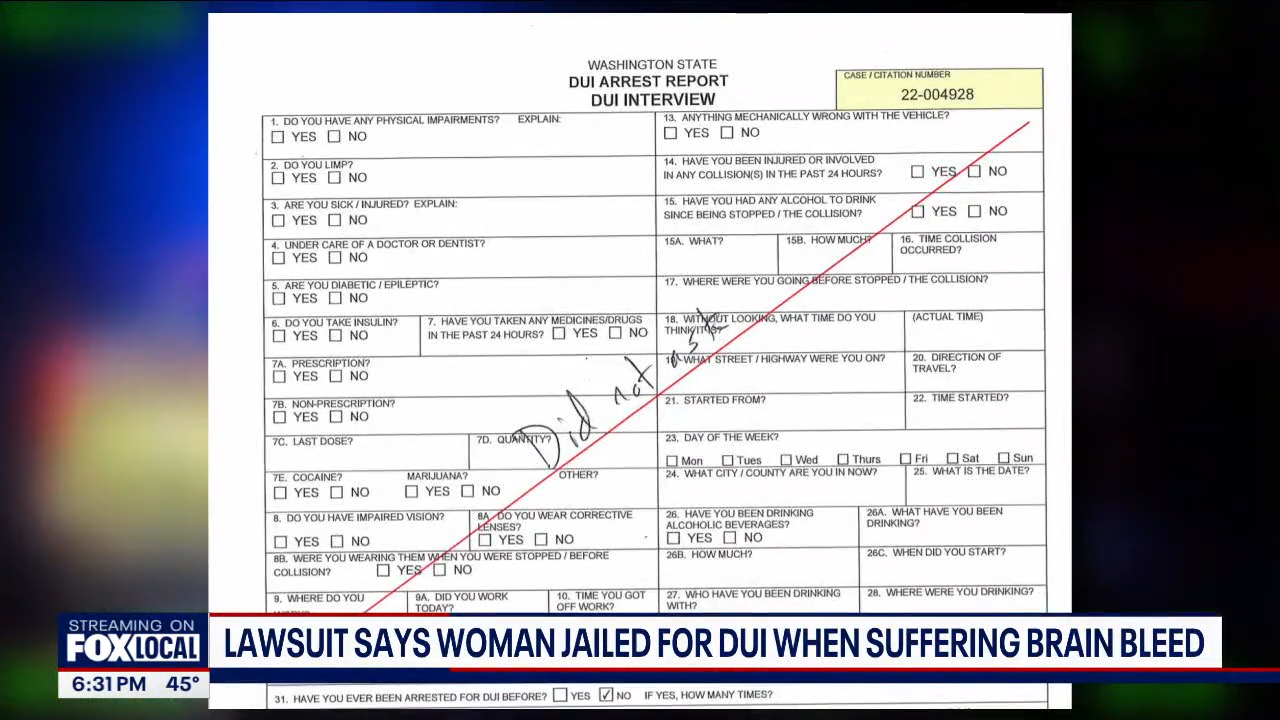 WASHINGTON STATE
DUI ARREST REPORT
DUI INTERVIEW
CASE / CITATION NUMBER
22-004928
1. DO YOU HAVE ANY PHYSICAL IMPAIRMENTS? EXPLAIN:
YES NO
2. DO YOU LIMP?
YES NO
3. ARE YOU SICK / INJURED? EXPLAIN:
YES NO
4. UNDER CARE OF A DOCTOR OR DENTIST?
YES NO
5. ARE YOU DIABETIC / EPILEPTIC?
YES NO
6. DO YOU TAKE INSULIN?
YES NO
7. HAVE YOU TAKEN ANY MEDICINES/DRUGS
IN THE PAST 24 HOURS? YES NO
7A. PRESCRIPTION?
YES NO
7B. NON-PRESCRIPTION?
YES NO
7C. LAST DOSE?
7D. QUANTITY?
7E. COCAINE?
YES NO
MARIJUANA?
YES NO
OTHER?
8. DO YOU HAVE IMPAIRED VISION?
YES NO
8A. DO YOU WEAR CORRECTIVE
LENSES?
YES NO
8B. WERE YOU WEARING THEM WHEN YOU WERE STOPPED / BEFORE
COLLISION? YES NO
9. WHERE DO YOU
9A. DID YOU WORK
TODAY?
10. TIME YOU GOT
OFF WORK?
13. ANYTHING MECHANICALLY WRONG WITH THE VEHICLE?
YES NO
14. HAVE YOU BEEN INJURED OR INVOLVED
IN ANY COLLISION(S) IN THE PAST 24 HOURS? YES NO
15. HAVE YOU HAD ANY ALCOHOL TO DRINK
SINCE BEING STOPPED / THE COLLISION? YES NO
15A. WHAT?
15B. HOW MUCH?
16. TIME COLLISION
OCCURRED?
17. WHERE WERE YOU GOING BEFORE STOPPED / THE COLLISION?
18. WITHOUT LOOKING, WHAT TIME DO YOU
THINK IT IS?
(ACTUAL TIME)
19. WHAT STREET / HIGHWAY WERE YOU ON?
20. DIRECTION OF
TRAVEL?
21. STARTED FROM?
22. TIME STARTED?
23. DAY OF THE WEEK?
Mon Tues Wed Thurs Fri Sat Sun
24. WHAT CITY / COUNTY ARE YOU IN NOW?
25. WHAT IS THE DATE?
26. HAVE YOU BEEN DRINKING
ALCOHOLIC BEVERAGES?
YES NO
26A. WHAT HAVE YOU BEEN
DRINKING?
26B. HOW MUCH?
26C. WHEN DID YOU START?
27. WHO HAVE YOU BEEN DRINKING
WITH?
28. WHERE WERE YOU DRINKING?
Did not ask
STREAMING ON
FOX LOCAL
6:31 PM 45°
LAWSUIT SAYS WOMAN JAILED FOR DUI WHEN SUFFERING BRAIN BLEED
31. HAVE YOU EVER BEEN ARRESTED FOR DUI BEFORE? YES NO IF YES, HOW MANY TIMES?